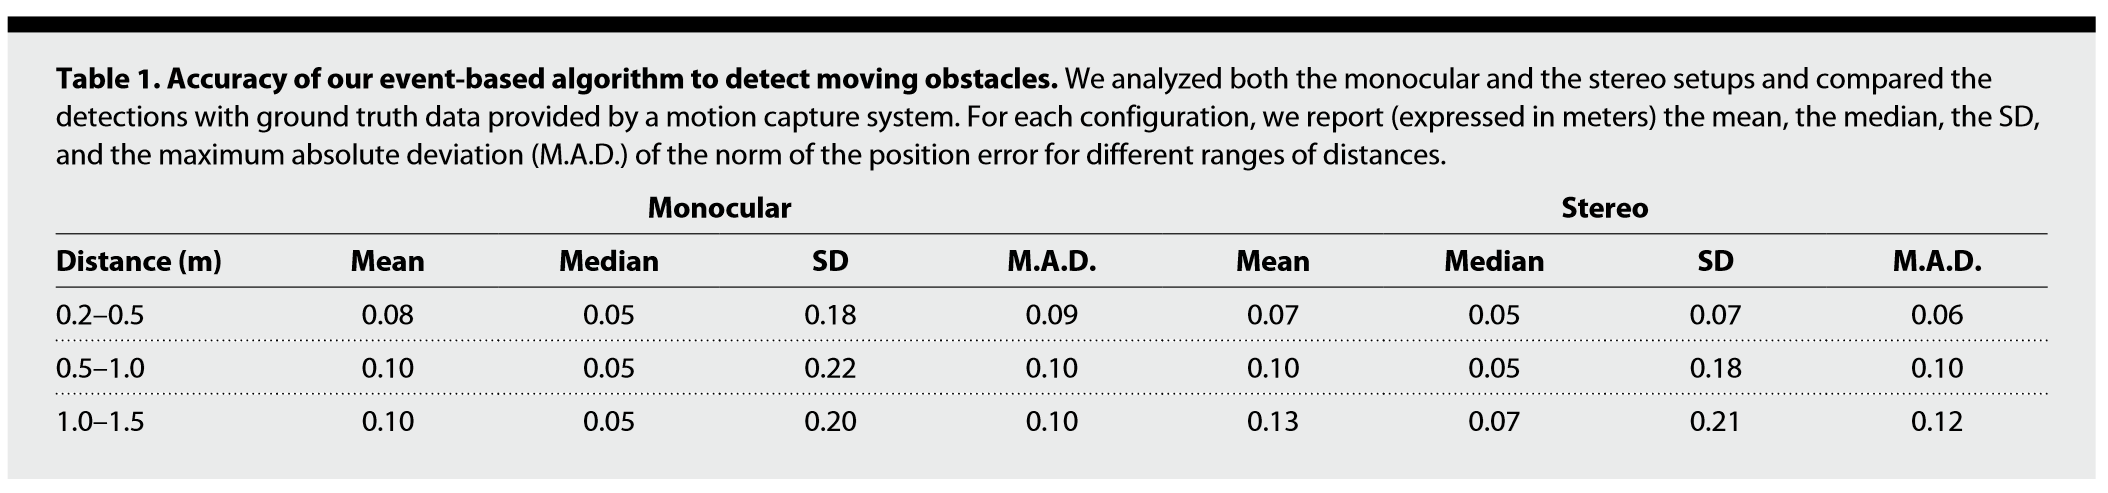 Table 1. Accuracy of our event-based algorithm to detect moving obstacles. We analyzed both the monocular and the stereo setups and compared the
detections with ground truth data provided by a motion capture system. For each configuration, we report (expressed in meters) the mean, the median, the SD,
and the maximum absolute deviation (M.A.D.) of the norm of the position error for different ranges of distances.
Monocular Stereo
Distance (m) Mean Median SD M.A.D. Mean Median SD M.A.D.
0.2–0.5 0.08 0.05 0.18 0.09 0.07 0.05 0.07 0.06
0.5–1.0 0.10 0.05 0.22 0.10 0.10 0.05 0.18 0.10
1.0–1.5 0.10 0.05 0.20 0.10 0.13 0.07 0.21 0.12